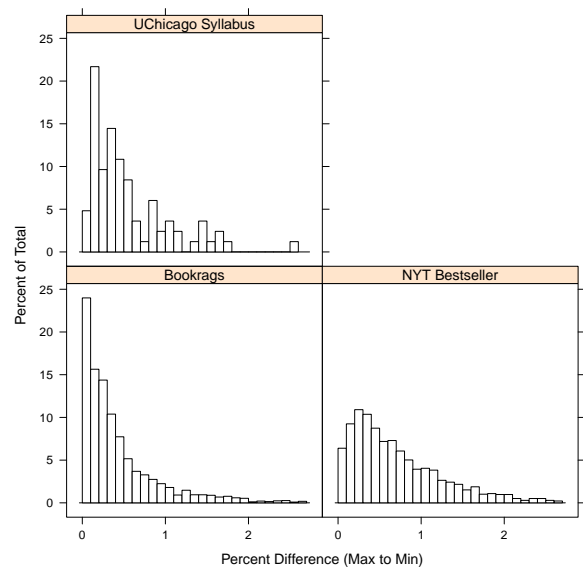 UChicago Syllabus
25
20
15
10
5
0
Percent of Total
Bookrags
NYT Bestseller
25
20
15
10
5
0
0 1 2
0 1 2
Percent Difference (Max to Min)